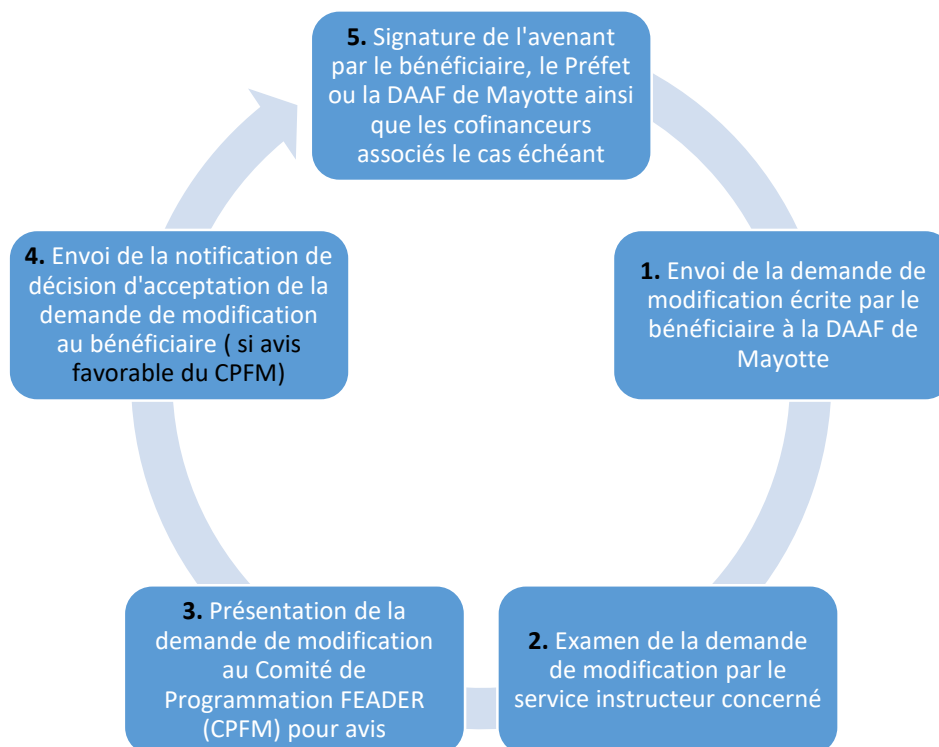 5. Signature de l'avenant
par le bénéficiaire, le Préfet
ou la DAAF de Mayotte ainsi
que les cofinanceurs
associés le cas échéant
1. Envoi de la demande de
modification écrite par le
bénéficiaire à la DAAF de
Mayotte
2. Examen de la demande
de modification par le
service instructeur concerné
3. Présentation de la
demande de modification
au Comité de
Programmation FEADER
(CPFM) pour avis
4. Envoi de la notification de
décision d'acceptation de la
demande de modification
au bénéficiaire ( si avis
favorable du CPFM)